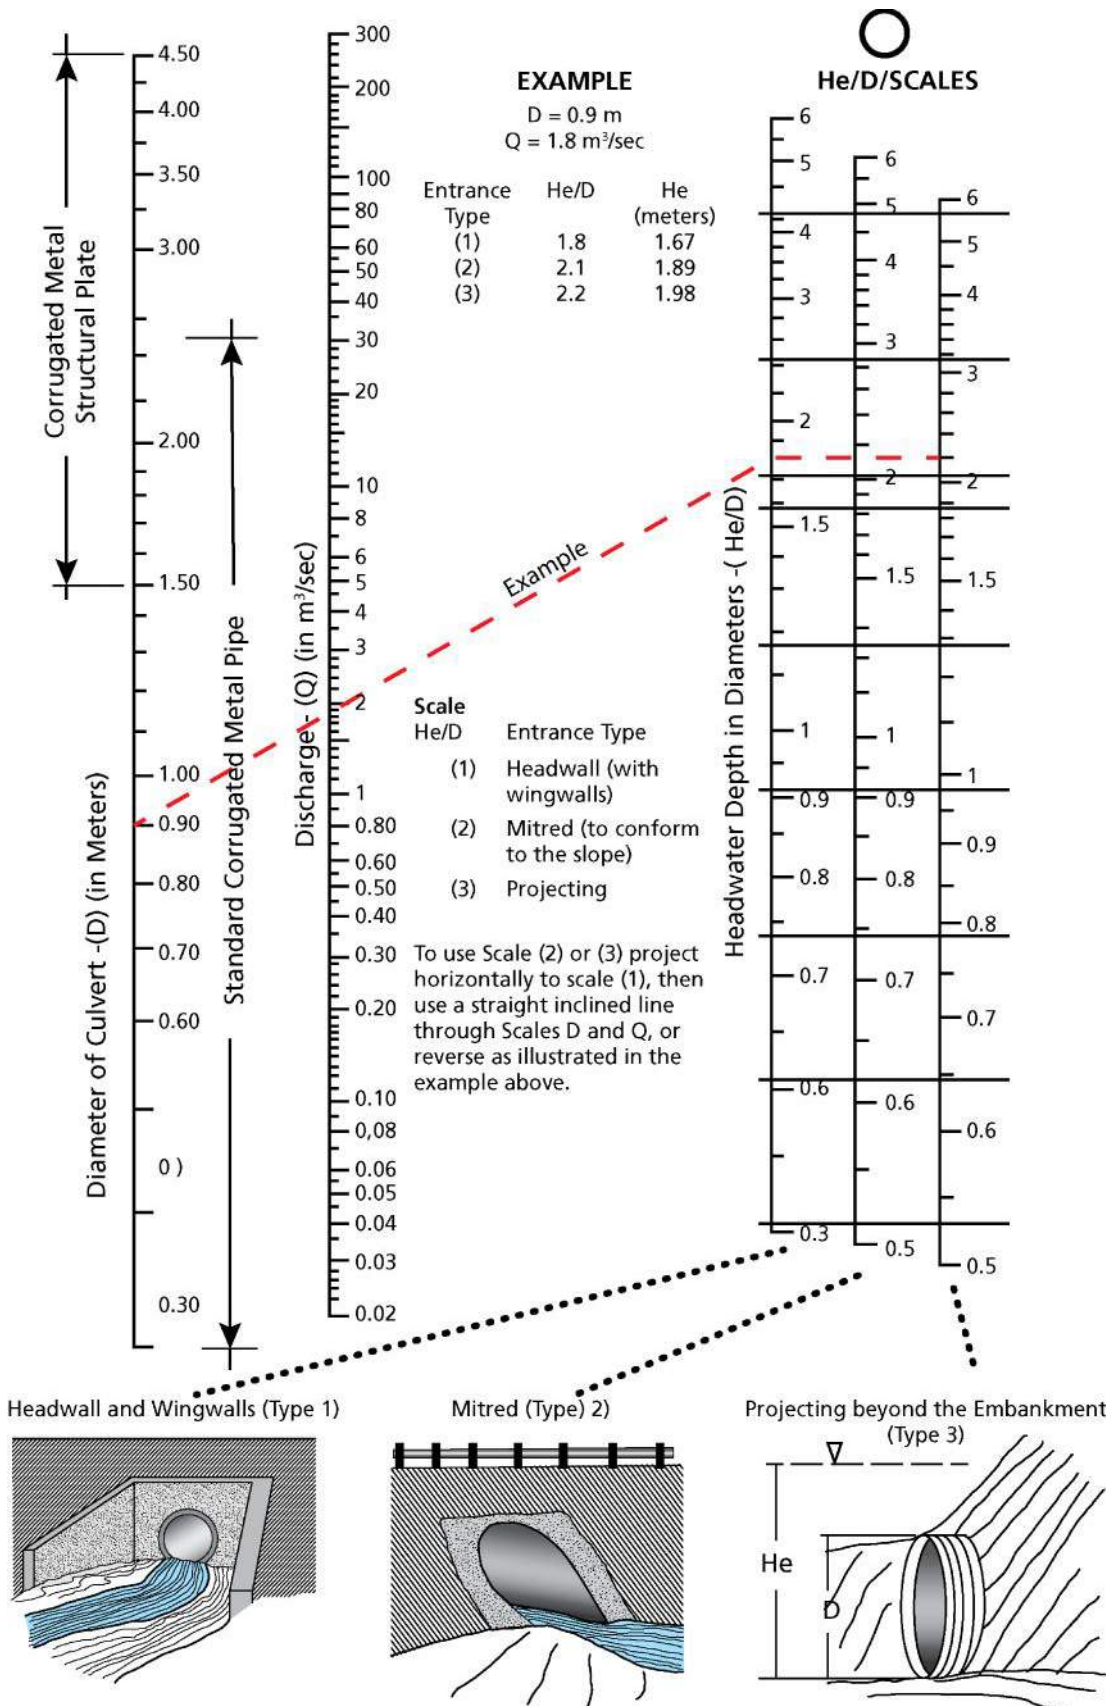 4.50
4.00
3.50
3.00
2.00
1.50
1.00
0.90
0.80
0.70
0.60
0 )
0.30
Diameter of Culvert -(D) (in Meters)
Corrugated Metal
Structural Plate
Standard Corrugated Metal Pipe
300
200
100
80
60
50
40
30
20
10
8
6
5
4
3
2
1
0.80
0.60
0.50
0.40
0.30
0.20
0.10
0,08
0.06
0.05
0.04
0.03
0.02
Discharge- (Q) (in m³/sec)
EXAMPLE
D = 0.9 m
Q = 1.8 m³/sec
Entrance Type He/D He (meters)
(1) 1.8 1.67
(2) 2.1 1.89
(3) 2.2 1.98
Example
Scale
He/D Entrance Type
(1) Headwall (with
wingwalls)
(2) Mitred (to conform
to the slope)
(3) Projecting
To use Scale (2) or (3) project
horizontally to scale (1), then
use a straight inclined line
through Scales D and Q, or
reverse as illustrated in the
example above.
He/D/SCALES
Headwater Depth in Diameters -( He/D)
6
5
4
3
2
1.5
1
0.9
0.8
0.7
0.6
0.3
6
5
4
3
2
1.5
1
0.9
0.8
0.7
0.6
0.5
6
5
4
3
2
1.5
1
0.9
0.8
0.7
0.6
0.5
Headwall and Wingwalls (Type 1)
Mitred (Type) 2)
Projecting beyond the Embankment
(Type 3)
He
D